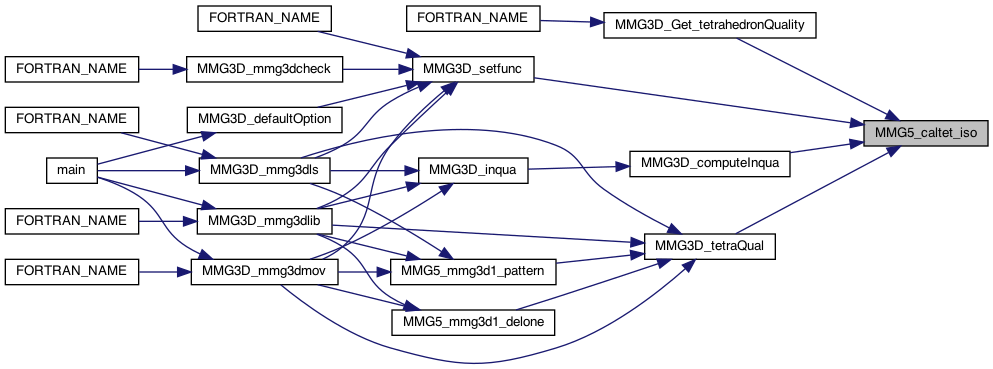 FORTRAN_NAME
FORTRAN_NAME
MMG3D_Get_tetrahedronQuality
FORTRAN_NAME
MMG3D_mmg3dcheck
MMG3D_setfunc
FORTRAN_NAME
MMG3D_defaultOption
MMG5_caltet_iso
main
MMG3D_mmg3dls
MMG3D_inqua
MMG3D_computeInqua
FORTRAN_NAME
MMG3D_mmg3dlib
MMG3D_tetraQual
FORTRAN_NAME
MMG3D_mmg3dmov
MMG5_mmg3d1_pattern
MMG5_mmg3d1_delone